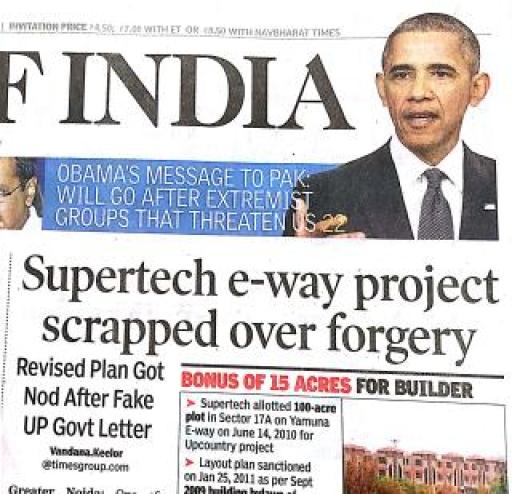 INVITATION PRICE ₹4.50; ₹7.00 WITH ET OR ₹8.50 WITH NAVBHARAT TIMES
F INDIA
OBAMA'S MESSAGE TO PAK:
WILL GO AFTER EXTREMIST
GROUPS THAT THREATEN US 22
Supertech e-way project
scrapped over forgery
Revised Plan Got
Nod After Fake
UP Govt Letter
Vandana.Keelor
@timesgroup.com
Greater Noida: One of
BONUS OF 15 ACRES FOR BUILDER
➤ Supertech allotted 100-acre
plot in Sector 17A on Yamuna
E-way on June 14, 2010 for
Upcountry project
➤ Layout plan sanctioned
on Jan 25, 2011 as per Sept
2009 building bylaws of